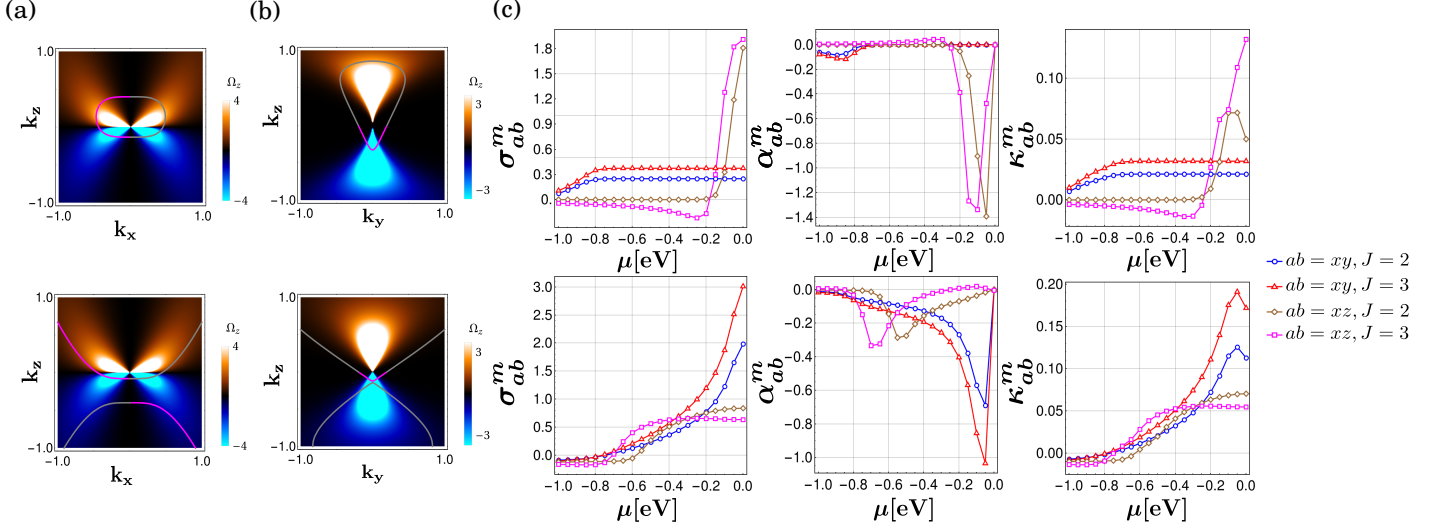 (a)
(b)
(c)
1.0
k_z
−1.0
−1.0
k_x
1.0
Ω_z
4
−4
1.0
k_z
−1.0
−1.0
k_y
1.0
Ω_z
3
−3
σ^m_ab
1.8
1.5
1.2
0.9
0.6
0.3
0.
−1.0 −0.8 −0.6 −0.4 −0.2 0.0
μ[eV]
α^m_ab
0.0
−0.2
−0.4
−0.6
−0.8
−1.0
−1.2
−1.4
−1.0 −0.8 −0.6 −0.4 −0.2 0.0
μ[eV]
κ^m_ab
0.10
0.05
0.00
−1.0 −0.8 −0.6 −0.4 −0.2 0.0
μ[eV]
ab = xy, J = 2
ab = xy, J = 3
ab = xz, J = 2
ab = xz, J = 3
1.0
k_z
−1.0
−1.0
k_x
1.0
Ω_z
4
−4
1.0
k_z
−1.0
−1.0
k_y
1.0
Ω_z
3
−3
σ^m_ab
3.0
2.5
2.0
1.5
1.0
0.5
0.0
−1.0 −0.8 −0.6 −0.4 −0.2 0.0
μ[eV]
α^m_ab
0.0
−0.2
−0.4
−0.6
−0.8
−1.0
−1.0 −0.8 −0.6 −0.4 −0.2 0.0
μ[eV]
κ^m_ab
0.20
0.15
0.10
0.05
0.00
−1.0 −0.8 −0.6 −0.4 −0.2 0.0
μ[eV]